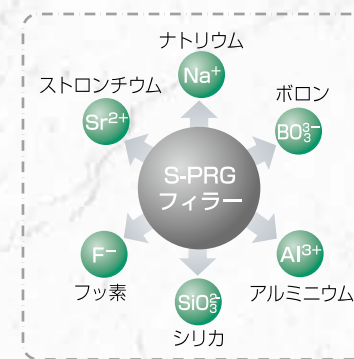 ナトリウム
Na⁺
ストロンチウム
Sr²⁺
ボロン
BO₃³⁻
S-PRG
フィラー
F⁻
フッ素
Al³⁺
アルミニウム
SiO₃²⁻
シリカ